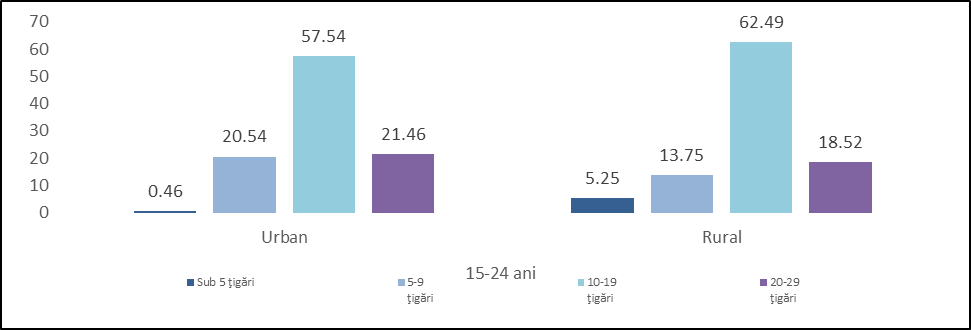 70
60
50
40
30
20
10
0
0.46
20.54
57.54
21.46
5.25
13.75
62.49
18.52
Urban
Rural
15-24 ani
Sub 5 ţigări
5-9
ţigări
10-19
ţigări
20-29
ţigări